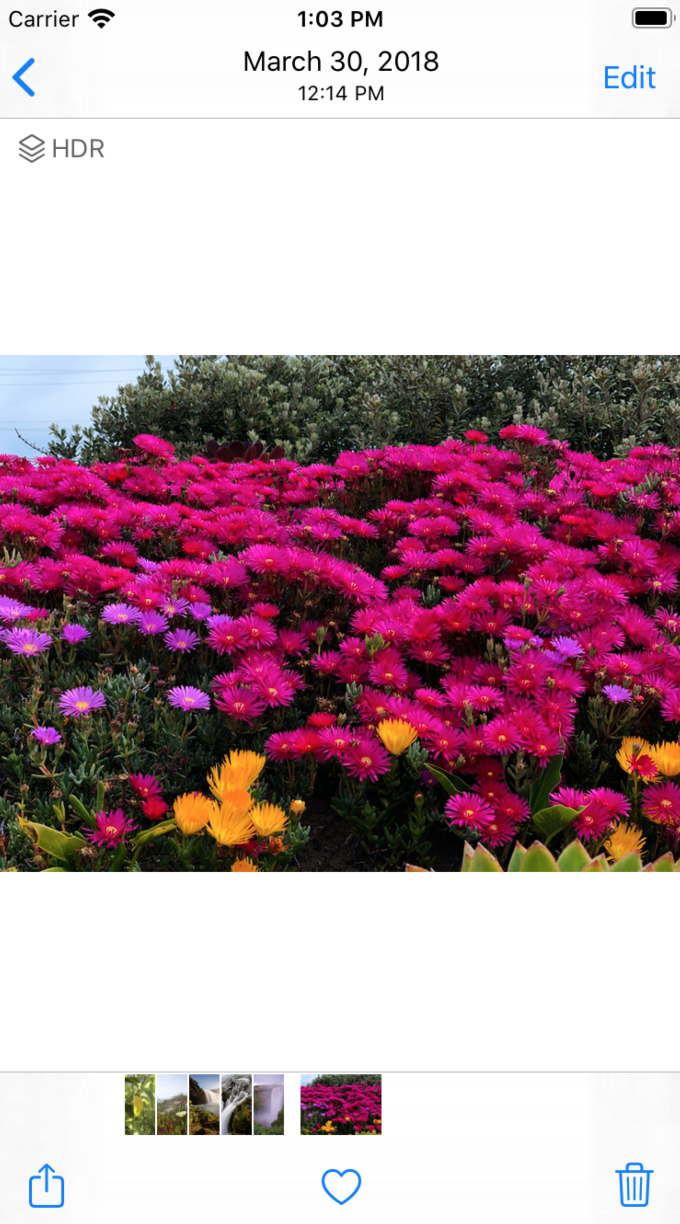 Carrier 1:03 PM
March 30, 2018
12:14 PM
Edit
HDR